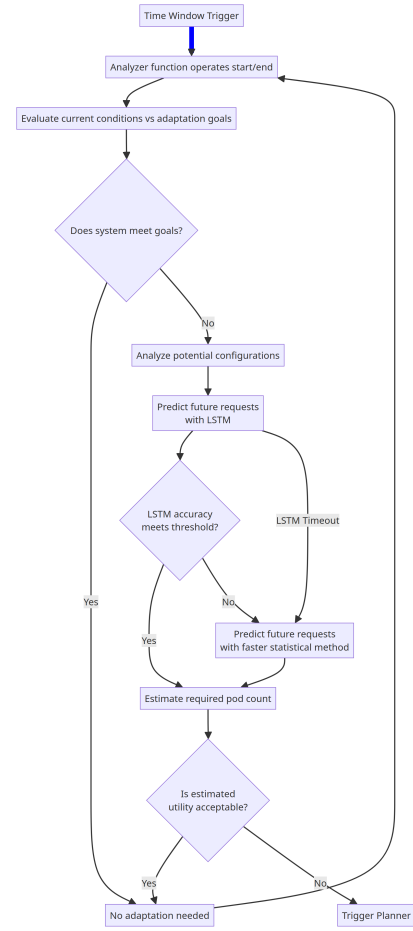 Time Window Trigger
Analyzer function operates start/end
Evaluate current conditions vs adaptation goals
Does system meet goals?
No
Analyze potential configurations
Predict future requests
with LSTM
LSTM accuracy
meets threshold?
LSTM Timeout
Yes
No
Yes
Predict future requests
with faster statistical method
Estimate required pod count
Is estimated
utility acceptable?
Yes
No
No adaptation needed
Trigger Planner